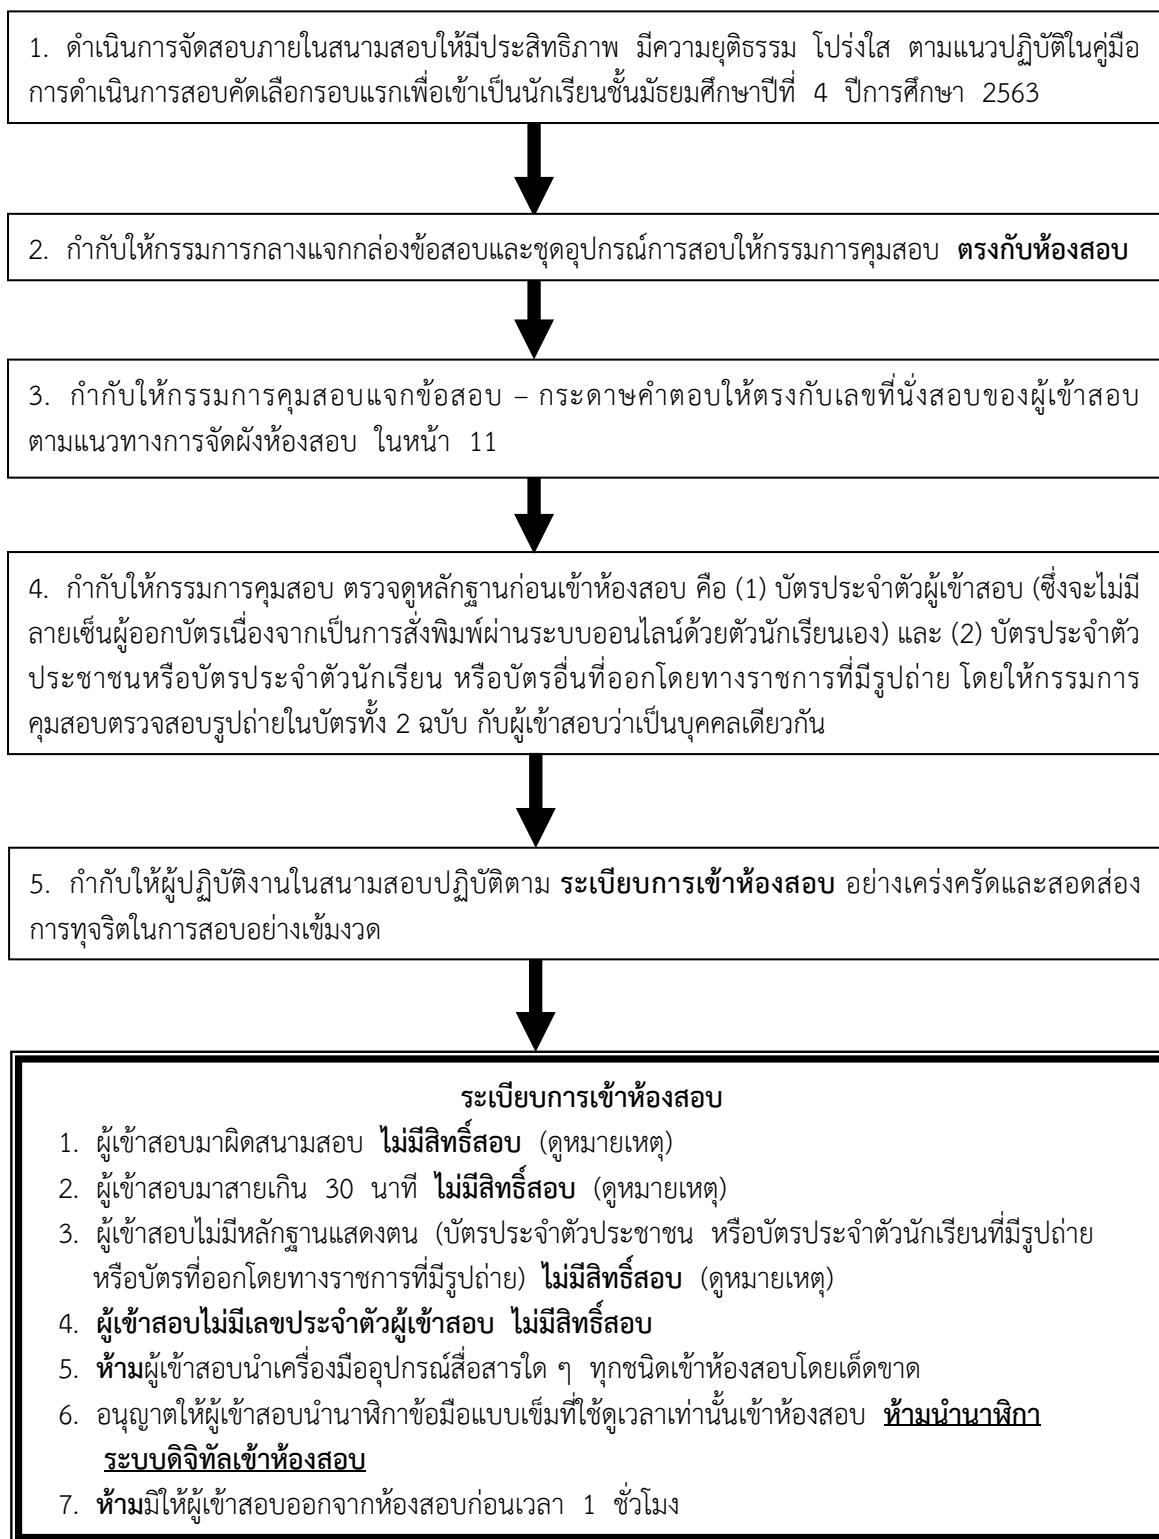 1. ดำเนินการจัดสอบภายในสนามสอบให้มีประสิทธิภาพ มีความยุติธรรม โปร่งใส ตามแนวปฏิบัติในคู่มือ
การดำเนินการสอบคัดเลือกรอบแรกเพื่อเข้าเป็นนักเรียนชั้นมัธยมศึกษาปีที่ 4 ปีการศึกษา 2563
2. กำกับให้กรรมการกลางแจกกล่องข้อสอบและชุดอุปกรณ์การสอบให้กรรมการคุมสอบ ตรงกับห้องสอบ
3. กำกับให้กรรมการคุมสอบแจกข้อสอบ – กระดาษคำตอบให้ตรงกับเลขที่นั่งสอบของผู้เข้าสอบ
ตามแนวทางการจัดผังห้องสอบ ในหน้า 11
4. กำกับให้กรรมการคุมสอบ ตรวจดูหลักฐานก่อนเข้าห้องสอบ คือ (1) บัตรประจำตัวผู้เข้าสอบ (ซึ่งจะไม่มี
ลายเซ็นผู้ออกบัตรเนื่องจากเป็นการสั่งพิมพ์ผ่านระบบออนไลน์ด้วยตัวนักเรียนเอง) และ (2) บัตรประจำตัว
ประชาชนหรือบัตรประจำตัวนักเรียน หรือบัตรอื่นที่ออกโดยทางราชการที่มีรูปถ่าย โดยให้กรรมการ
คุมสอบตรวจสอบรูปถ่ายในบัตรทั้ง 2 ฉบับ กับผู้เข้าสอบว่าเป็นบุคคลเดียวกัน
5. กำกับให้ผู้ปฏิบัติงานในสนามสอบปฏิบัติตาม ระเบียบการเข้าห้องสอบ อย่างเคร่งครัดและสอดส่อง
การทุจริตในการสอบอย่างเข้มงวด
ระเบียบการเข้าห้องสอบ
1. ผู้เข้าสอบมาผิดสนามสอบ ไม่มีสิทธิ์สอบ (ดูหมายเหตุ)
2. ผู้เข้าสอบมาสายเกิน 30 นาที ไม่มีสิทธิ์สอบ (ดูหมายเหตุ)
3. ผู้เข้าสอบไม่มีหลักฐานแสดงตน (บัตรประจำตัวประชาชน หรือบัตรประจำตัวนักเรียนที่มีรูปถ่าย
หรือบัตรที่ออกโดยทางราชการที่มีรูปถ่าย) ไม่มีสิทธิ์สอบ (ดูหมายเหตุ)
4. ผู้เข้าสอบไม่มีเลขประจำตัวผู้เข้าสอบ ไม่มีสิทธิ์สอบ
5. ห้ามผู้เข้าสอบนำเครื่องมืออุปกรณ์สื่อสารใด ๆ ทุกชนิดเข้าห้องสอบโดยเด็ดขาด
6. อนุญาตให้ผู้เข้าสอบนำนาฬิกาข้อมือแบบเข็มที่ใช้ดูเวลาเท่านั้นเข้าห้องสอบ ห้ามนำนาฬิกา
ระบบดิจิทัลเข้าห้องสอบ
7. ห้ามมิให้ผู้เข้าสอบออกจากห้องสอบก่อนเวลา 1 ชั่วโมง